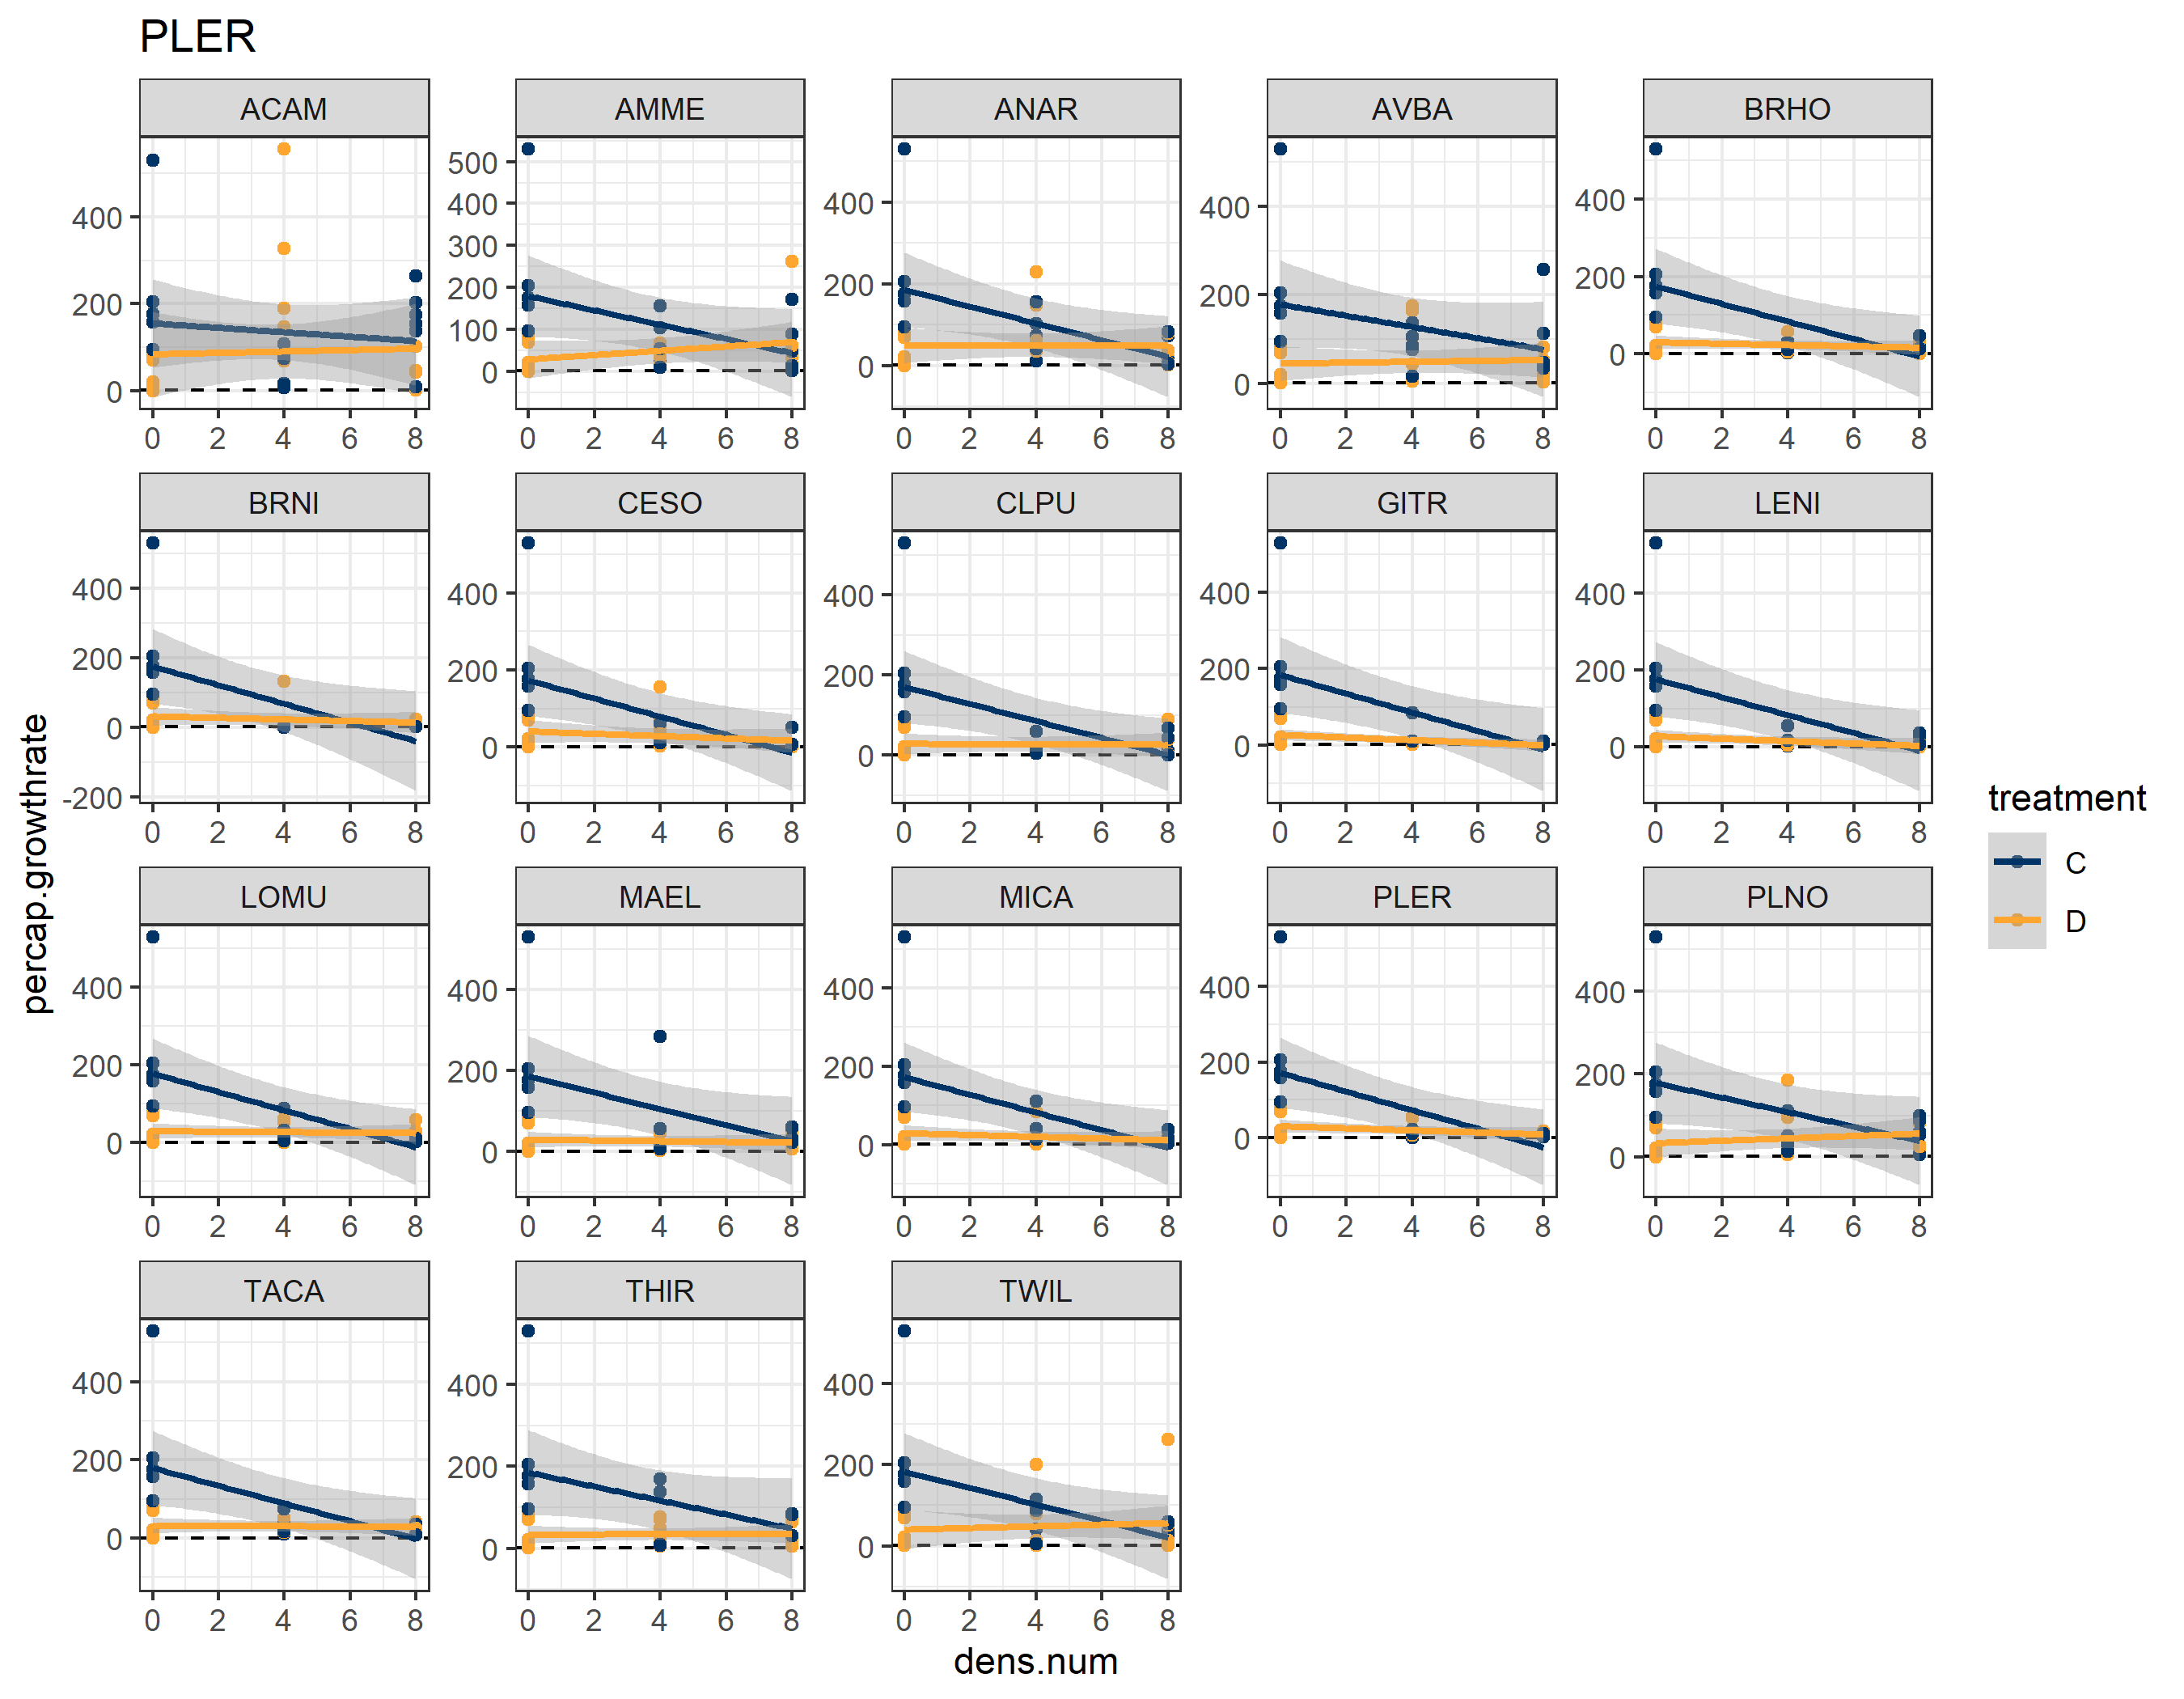 PLER
ACAM AMME ANAR AVBA BRHO
400 200 0
500 400 300 200 100 0
400 200 0
400 200 0
400 200 0
0 2 4 6 8 0 2 4 6 8 0 2 4 6 8 0 2 4 6 8 0 2 4 6 8
BRNI CESO CLPU GITR LENI
400 200 0 -200
400 200 0
400 200 0
400 200 0
400 200 0
0 2 4 6 8 0 2 4 6 8 0 2 4 6 8 0 2 4 6 8 0 2 4 6 8
LOMU MAEL MICA PLER PLNO
400 200 0
400 200 0
400 200 0
400 200 0
400 200 0
0 2 4 6 8 0 2 4 6 8 0 2 4 6 8 0 2 4 6 8 0 2 4 6 8
TACA THIR TWIL
400 200 0
400 200 0
400 200 0
0 2 4 6 8 0 2 4 6 8 0 2 4 6 8
dens.num
percap.growthrate
treatment
C
D